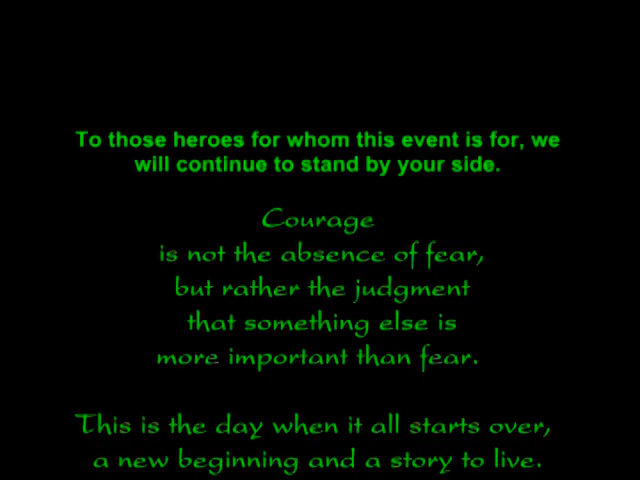 To those heroes for whom this event is for, we
will continue to stand by your side.
Courage
is not the absence of fear,
but rather the judgment
that something else is
more important than fear.
This is the day when it all starts over,
a new beginning and a story to live.